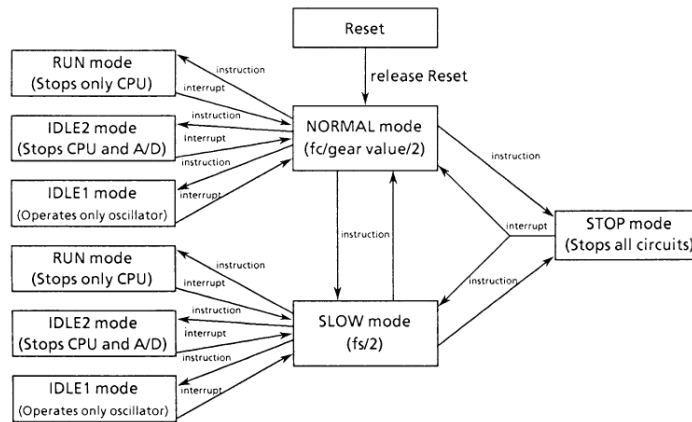 Reset
release Reset
RUN mode
(Stops only CPU)
instruction
interrupt
instruction
IDLE2 mode
(Stops CPU and A/D)
Interrupt
instruction
IDLE1 mode
(Operates only oscillator)
interrupt
NORMAL mode
(fc/gear value/2)
instruction
instruction
interrupt
STOP mode
(Stops all circuits)
instruction
RUN mode
(Stops only CPU)
instruction
interrupt
instruction
IDLE2 mode
(Stops CPU and A/D)
interrupt
instruction
IDLE1 mode
(Operates only oscillator)
interrupt
SLOW mode
(fs/2)